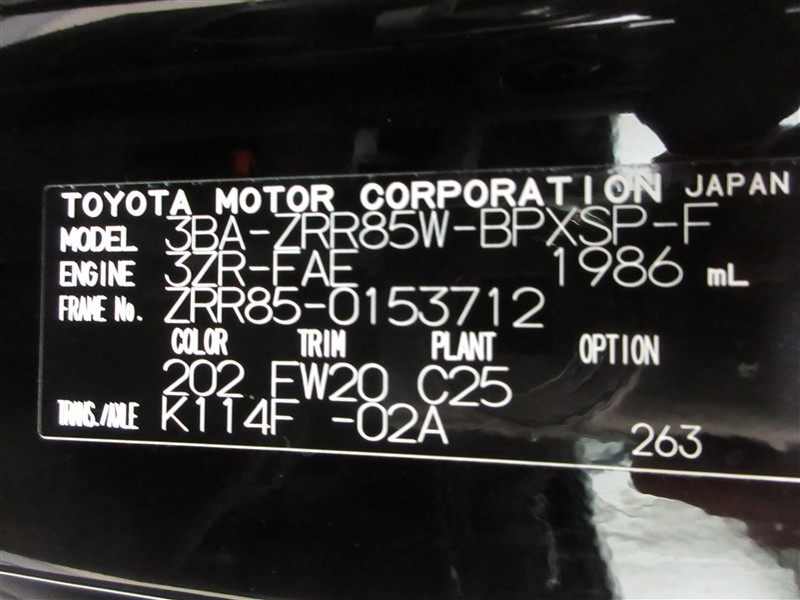 TOYOTA MOTOR CORPORATION JAPAN
MODEL 3BA-ZRR85W-BPXSP-F
ENGINE 3ZR-FAE 1986 mL
FRAME No. ZRR85-0153712
COLOR TRIM PLANT OPTION
202 FW20 C25
TRANS./AXLE K114F -02A
263